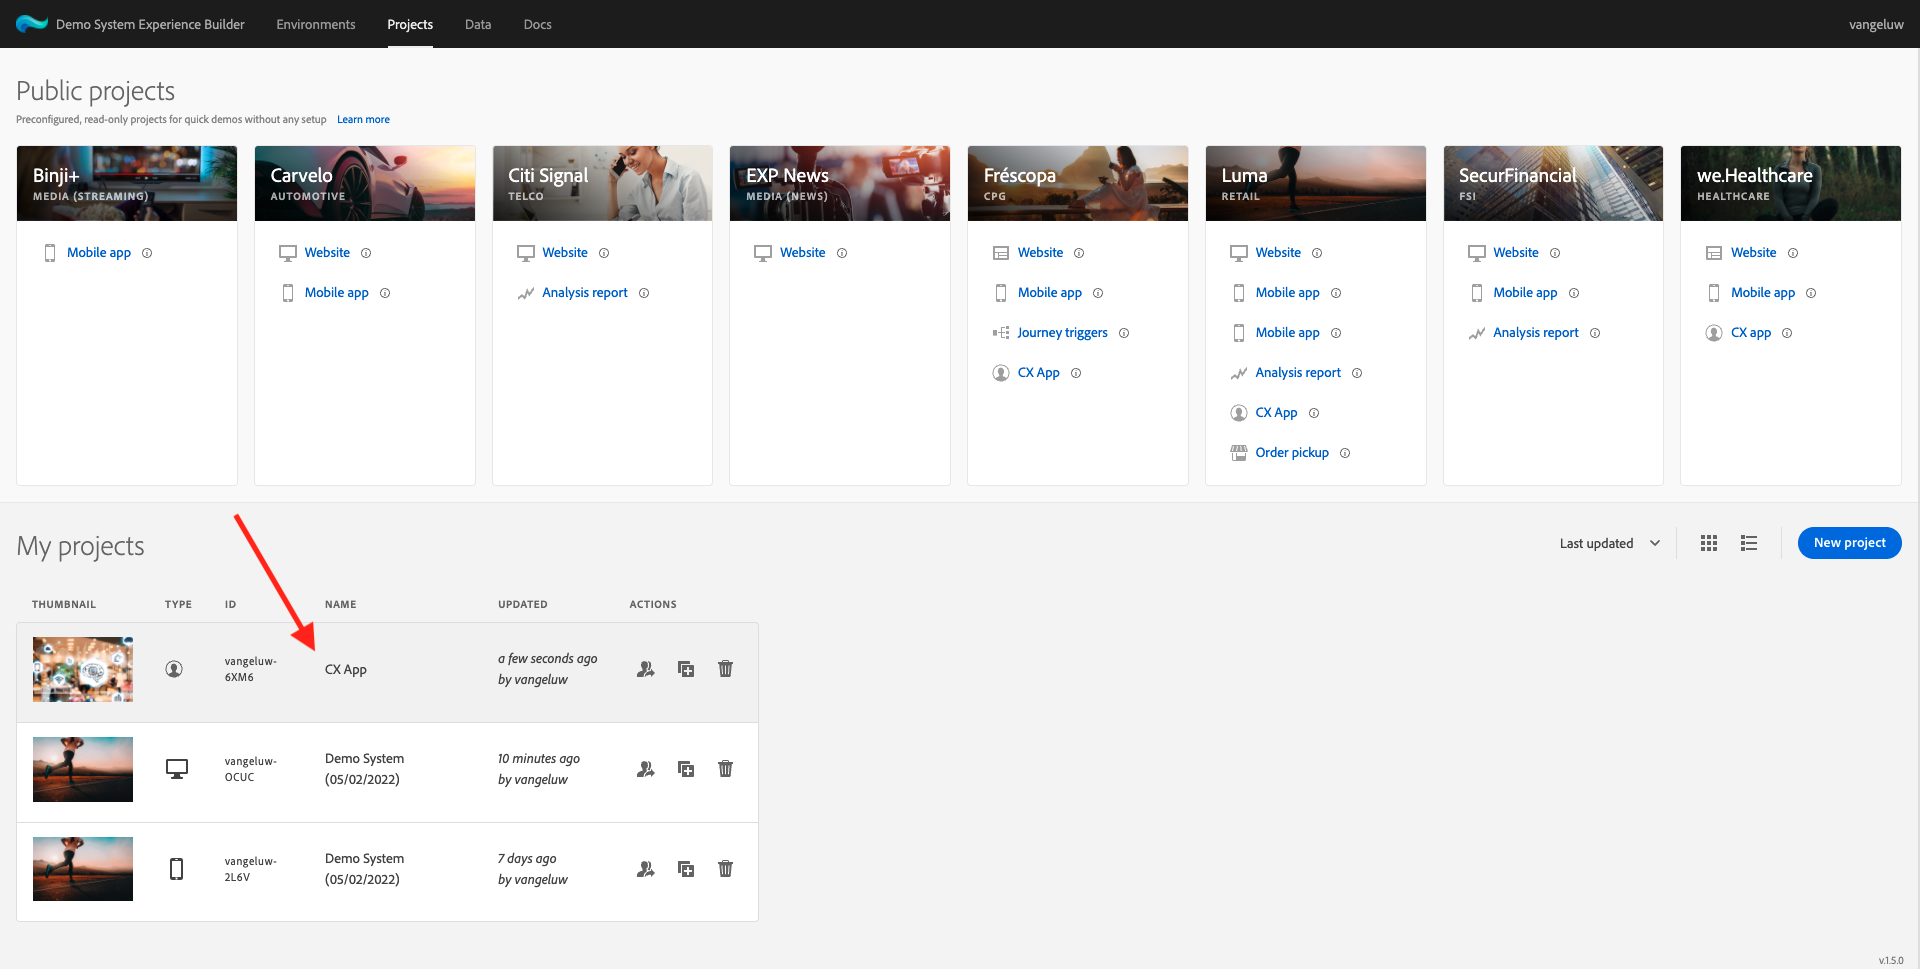 Demo System Experience Builder
Environments
Projects
Data
Docs
vangeluw
Public projects
Preconfigured, read-only projects for quick demos without any setup Learn more
Binji+
MEDIA (STREAMING)
Mobile app
Carvelo
AUTOMOTIVE
Website
Mobile app
Citi Signal
TELCO
Website
Analysis report
EXP News
MEDIA (NEWS)
Website
Fréscopa
CPG
Website
Mobile app
Journey triggers
CX App
Luma
RETAIL
Website
Mobile app
Mobile app
Analysis report
CX App
Order pickup
SecurFinancial
FSI
Website
Mobile app
Analysis report
we.Healthcare
HEALTHCARE
Website
Mobile app
CX app
My projects
Last updated
New project
THUMBNAIL TYPE ID NAME UPDATED ACTIONS
vangeluw-
6XM6
CX App
a few seconds ago
by vangeluw
vangeluw-
OCUC
Demo System
(05/02/2022)
10 minutes ago
by vangeluw
vangeluw-
2L6V
Demo System
(05/02/2022)
7 days ago
by vangeluw
v.1.5.0